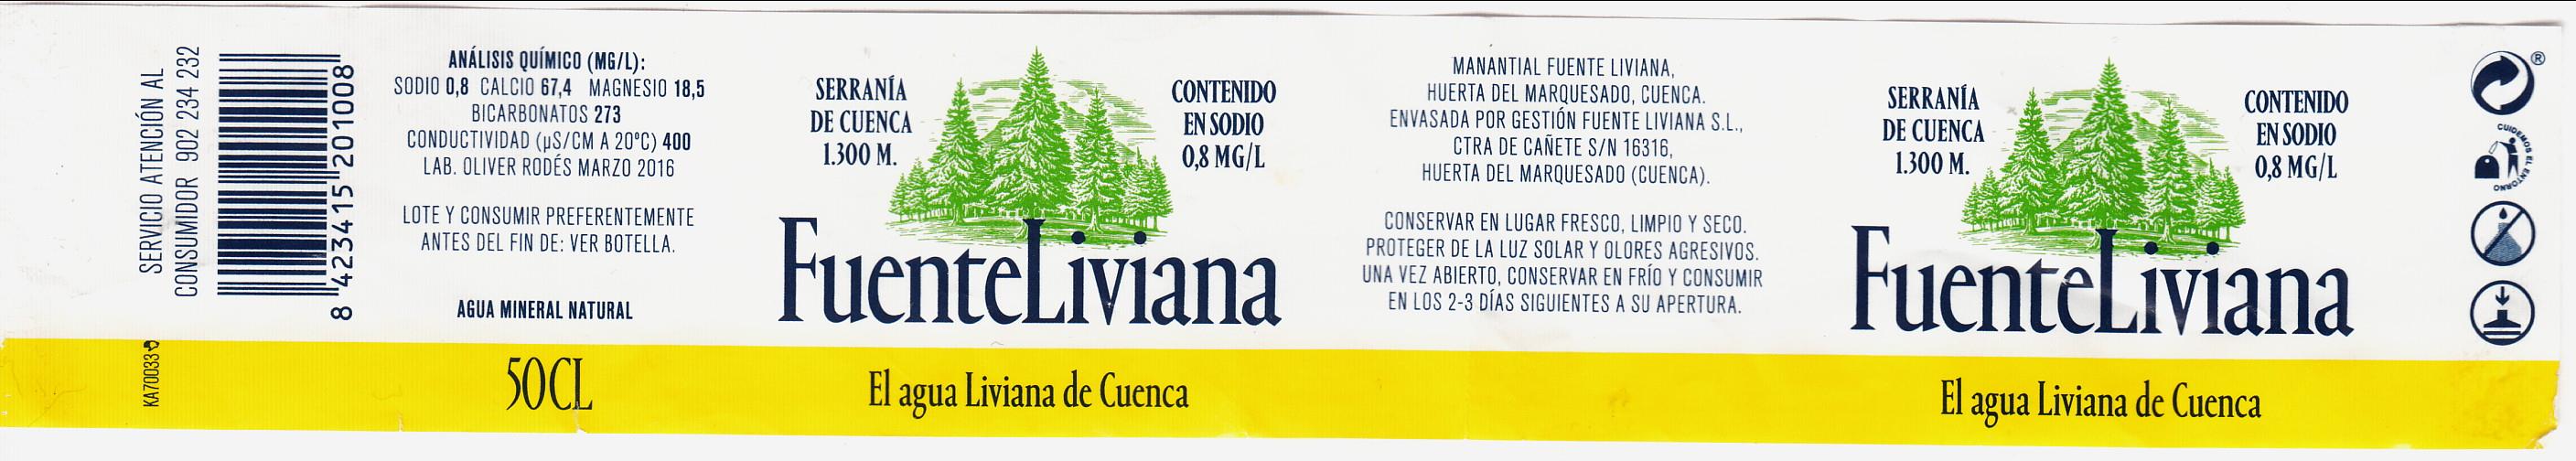 SERVICIO ATENCIÓN AL
CONSUMIDOR 902 234 232
8 423415 201008
KA70033
ANÁLISIS QUÍMICO (MG/L):
SODIO 0,8 CALCIO 67,4 MAGNESIO 18,5
BICARBONATOS 273
CONDUCTIVIDAD (µS/CM A 20°C) 400
LAB. OLIVER RODÉS MARZO 2016
LOTE Y CONSUMIR PREFERENTEMENTE
ANTES DEL FIN DE: VER BOTELLA.
AGUA MINERAL NATURAL
50CL
SERRANÍA
DE CUENCA
1.300 M.
CONTENIDO
EN SODIO
0,8 MG/L
FuenteLiviana
El agua Liviana de Cuenca
MANANTIAL FUENTE LIVIANA,
HUERTA DEL MARQUESADO, CUENCA.
ENVASADA POR GESTIÓN FUENTE LIVIANA S.L.,
CTRA DE CAÑETE S/N 16316,
HUERTA DEL MARQUESADO (CUENCA).
CONSERVAR EN LUGAR FRESCO, LIMPIO Y SECO.
PROTEGER DE LA LUZ SOLAR Y OLORES AGRESIVOS.
UNA VEZ ABIERTO, CONSERVAR EN FRÍO Y CONSUMIR
EN LOS 2-3 DÍAS SIGUIENTES A SU APERTURA.
SERRANÍA
DE CUENCA
1.300 M.
CONTENIDO
EN SODIO
0,8 MG/L
FuenteLiviana
El agua Liviana de Cuenca
®
CUIDEMOS EL ENTORNO